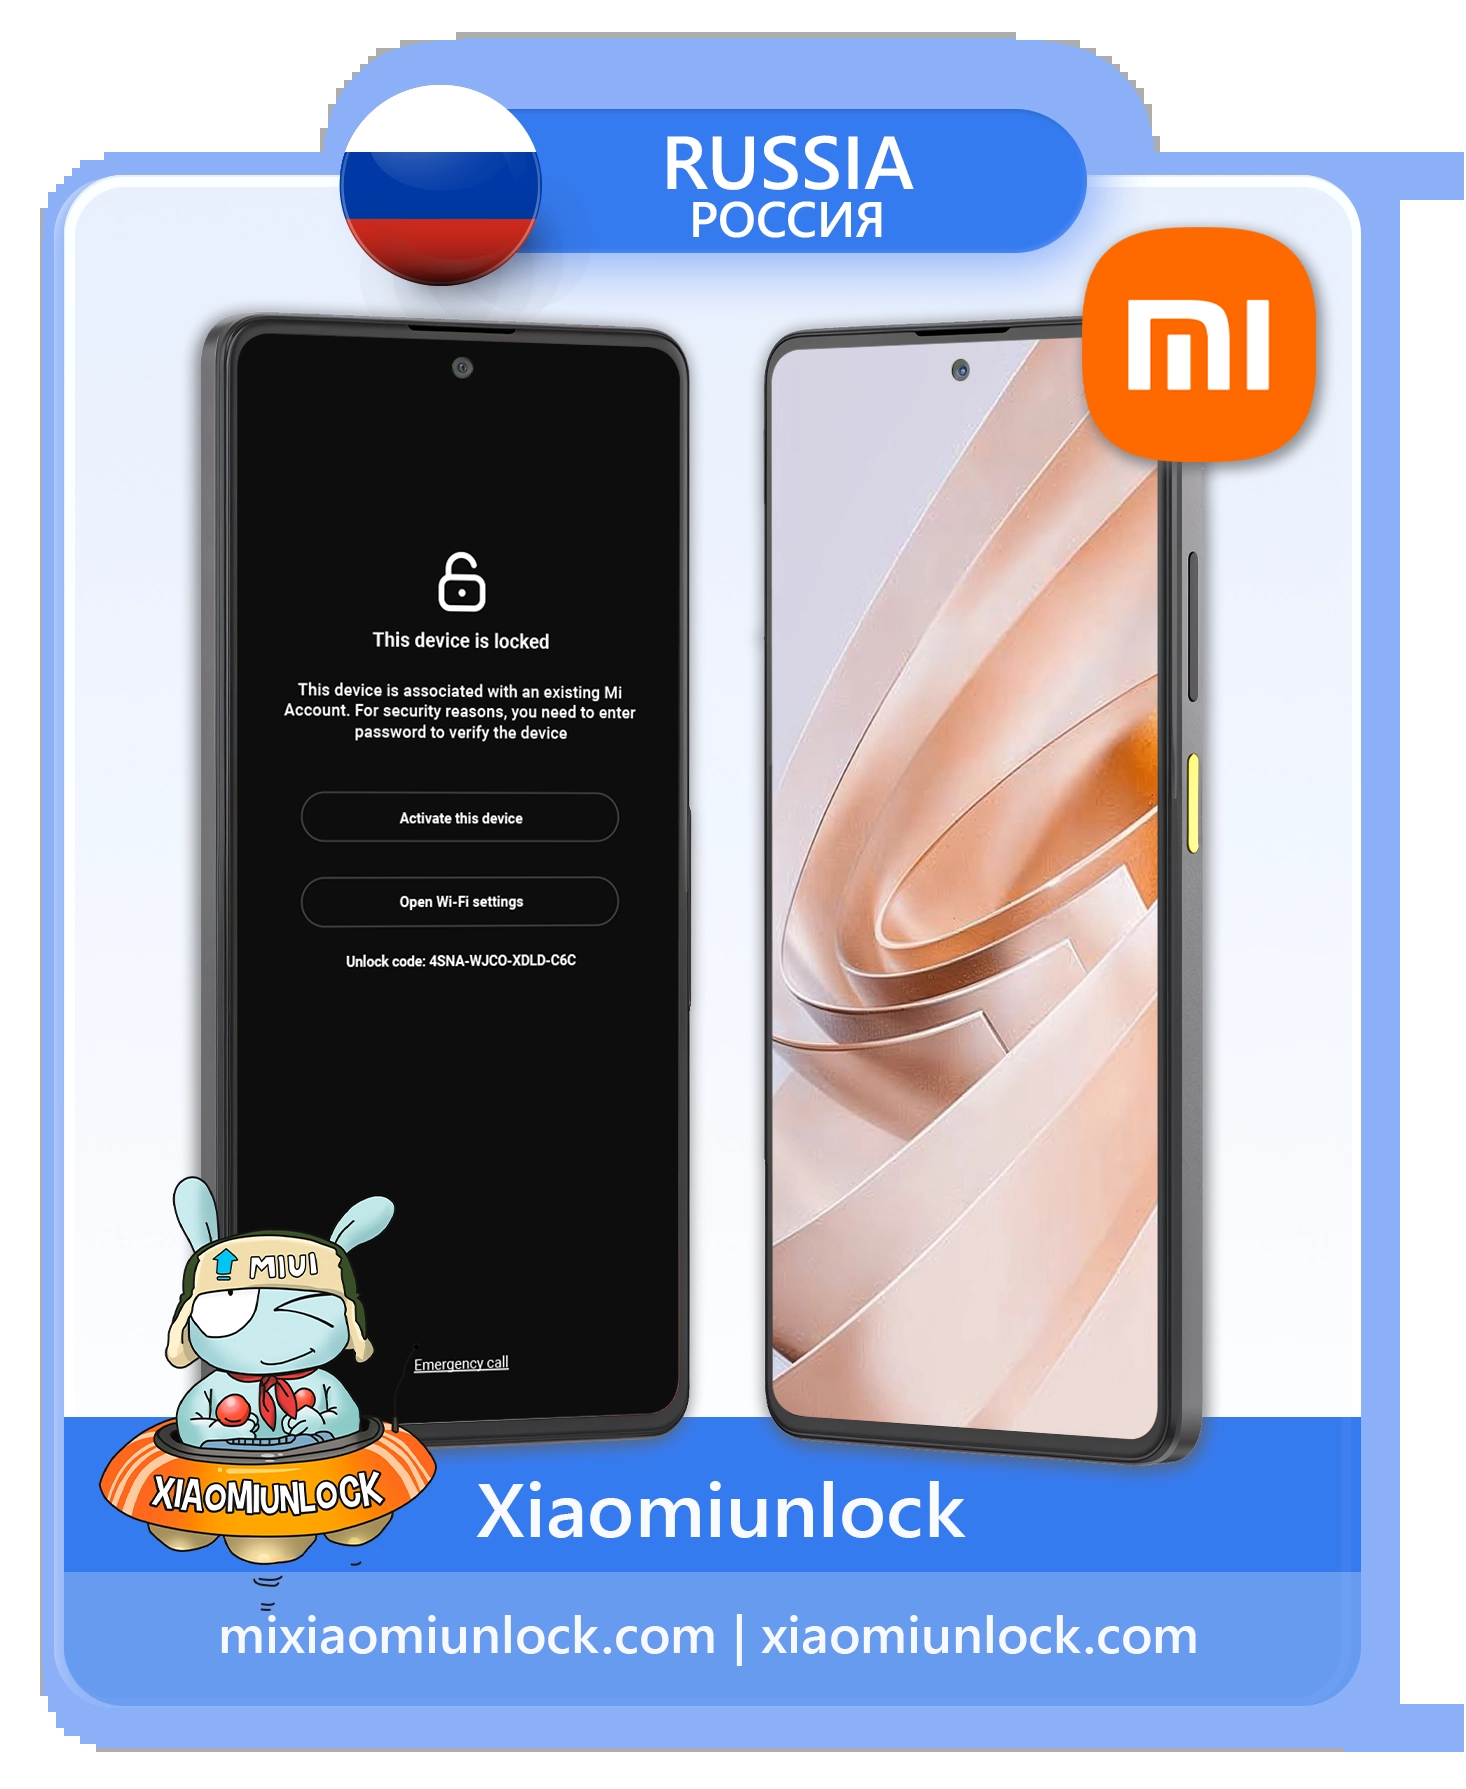 RUSSIA
РОССИЯ
mi
This device is locked
This device is associated with an existing Mi
Account. For security reasons, you need to enter
password to verify the device
Activate this device
Open Wi-Fi settings
Unlock code: 4SNA-WJCO-XDLD-C6C
MIUI
Emergency call
XIAOMIUNLOCK
Xiaomiunlock
mixiaomiunlock.com | xiaomiunlock.com